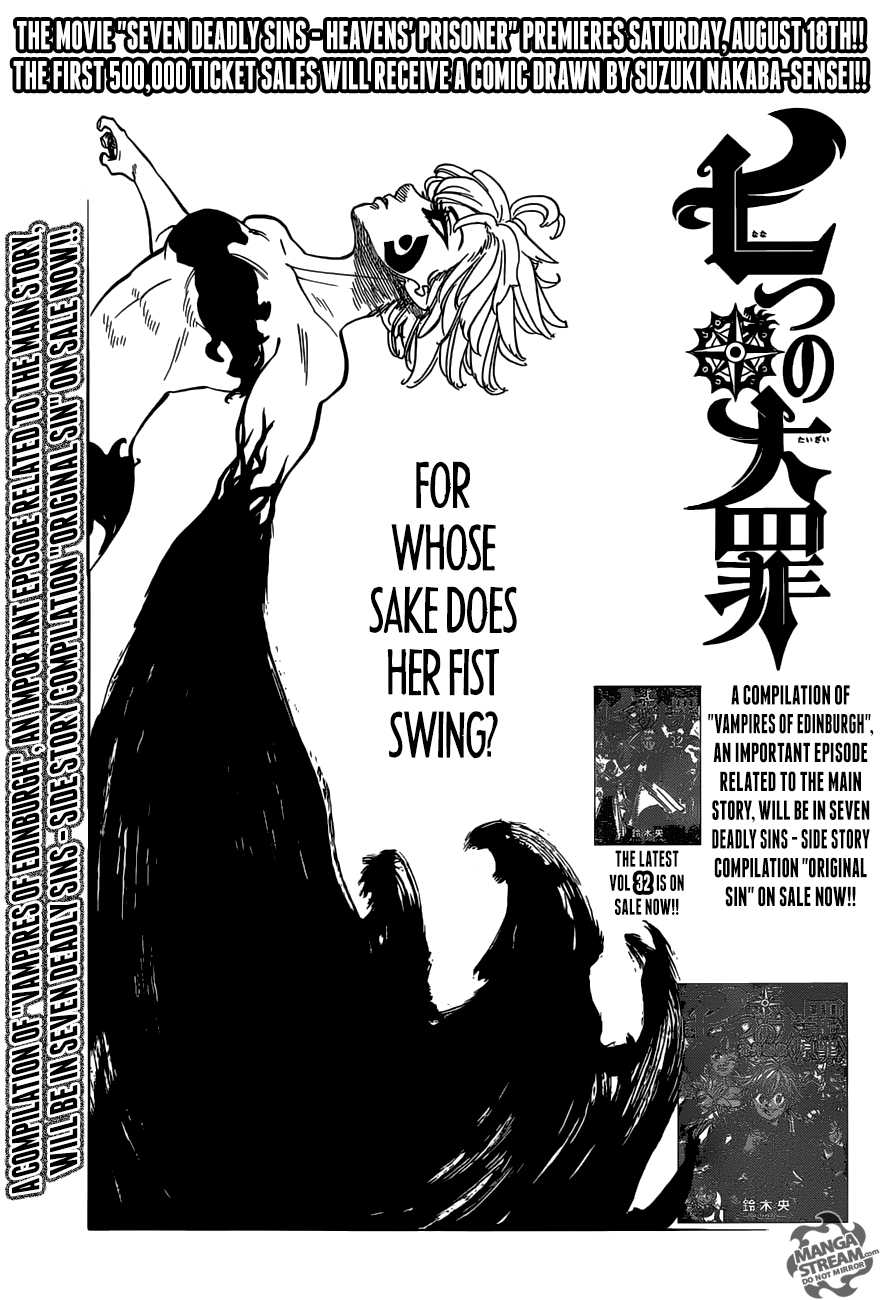 THE MOVIE "SEVEN DEADLY SINS - HEAVENS' PRISONER" PREMIERES SATURDAY, AUGUST 18TH!!
THE FIRST 500,000 TICKET SALES WILL RECEIVE A COMIC DRAWN BY SUZUKI NAKABA-SENSEI!!
A COMPILATION OF "VAMPIRES OF EDINBURGH", AN IMPORTANT EPISODE RELATED TO THE MAIN STORY,
WILL BE IN SEVEN DEADLY SINS - SIDE STORY COMPILATION "ORIGINAL SIN" ON SALE NOW!!
七つの大罪
なな
たいざい
FOR
WHOSE
SAKE DOES
HER FIST
SWING?
32
鈴木央
THE LATEST
VOL 32 IS ON
SALE NOW!!
A COMPILATION OF
"VAMPIRES OF EDINBURGH",
AN IMPORTANT EPISODE
RELATED TO THE MAIN
STORY, WILL BE IN SEVEN
DEADLY SINS - SIDE STORY
COMPILATION "ORIGINAL
SIN" ON SALE NOW!!
鈴木央
MANGA
STREAM.com
DO NOT MIRROR